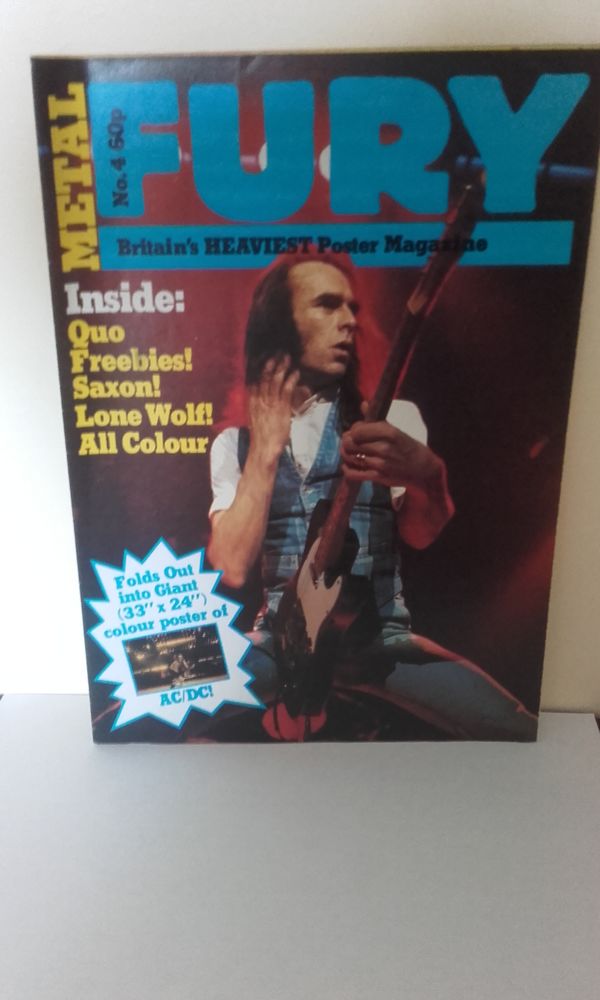 METAL
FURY
No.4 60p
Britain's HEAVIEST Poster Magazine
Inside:
Quo
Freebies!
Saxon!
Lone Wolf!
All Colour
Folds Out
into Giant
(33" x 24")
colour poster of
AC/DC!